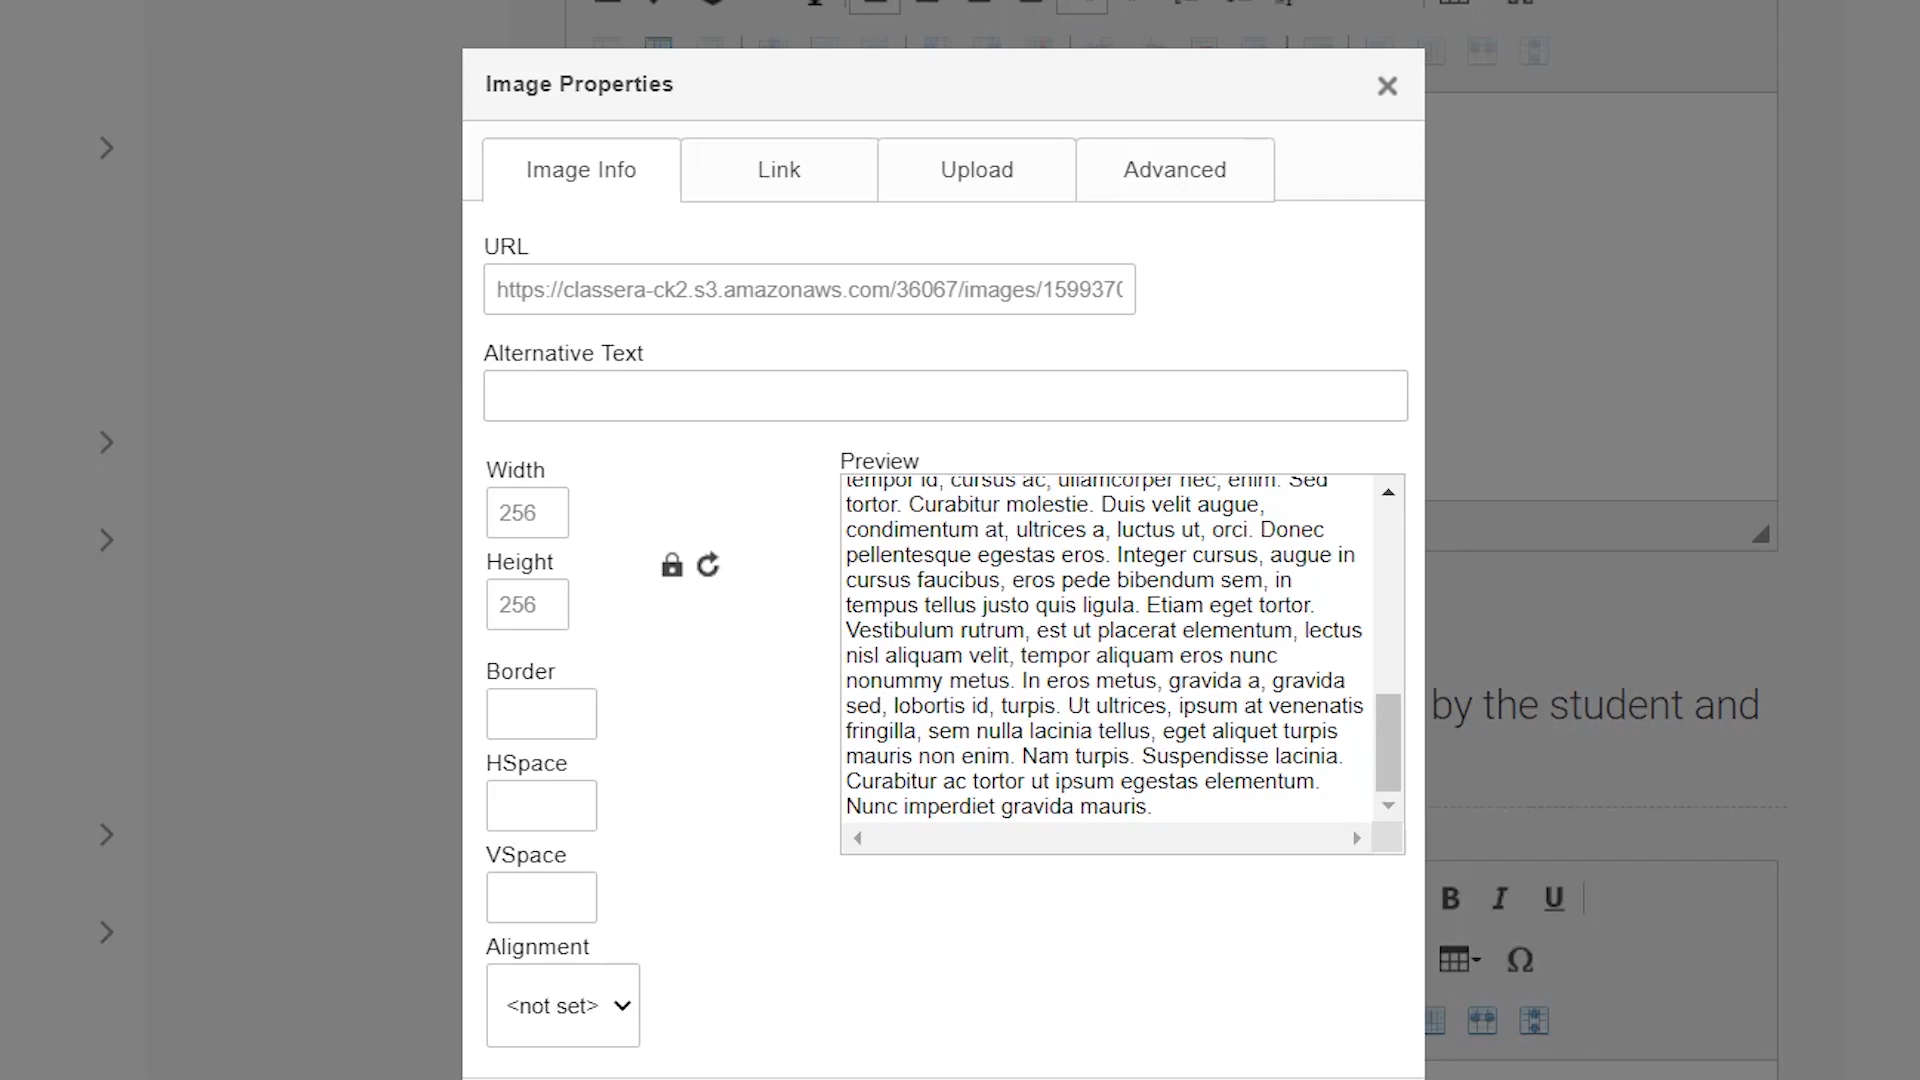 Image Properties
Image Info
Link
Upload
Advanced
URL
https://classera-ck2.s3.amazonaws.com/36067/images/1599370
Alternative Text
Width
256
Height
256
Border
HSpace
VSpace
Alignment
<not set>
Preview
tempor id, cursus ac, ullamcorper nec, enim. Sed
tortor. Curabitur molestie. Duis velit augue,
condimentum at, ultrices a, luctus ut, orci. Donec
pellentesque egestas eros. Integer cursus, augue in
cursus faucibus, eros pede bibendum sem, in
tempus tellus justo quis ligula. Etiam eget tortor.
Vestibulum rutrum, est ut placerat elementum, lectus
nisl aliquam velit, tempor aliquam eros nunc
nonummy metus. In eros metus, gravida a, gravida
sed, lobortis id, turpis. Ut ultrices, ipsum at venenatis
fringilla, sem nulla lacinia tellus, eget aliquet turpis
mauris non enim. Nam turpis. Suspendisse lacinia.
Curabitur ac tortor ut ipsum egestas elementum.
Nunc imperdiet gravida mauris.
by the student and
B I U
Ω